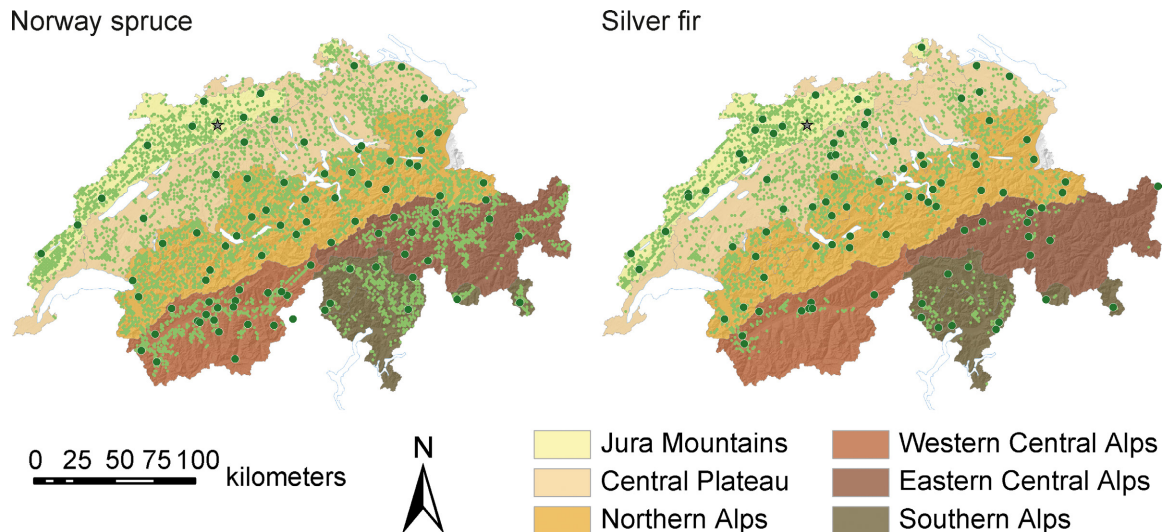 Norway spruce
Silver fir
N
0 25 50 75 100
kilometers
Jura Mountains
Central Plateau
Northern Alps
Western Central Alps
Eastern Central Alps
Southern Alps